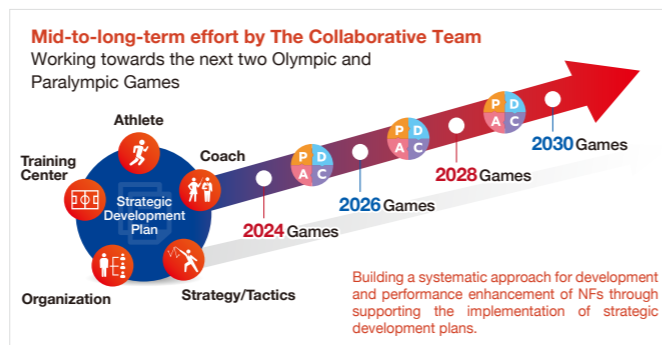 Mid-to-long-term effort by The Collaborative Team
Working towards the next two Olympic and
Paralympic Games
Athlete
Training
Center
Coach
Strategic
Development
Plan
Organization
Strategy/Tactics
P D
A C
P D
A C
P D
A C
2024 Games
2026 Games
2028 Games
2030 Games
Building a systematic approach for development
and performance enhancement of NFs through
supporting the implementation of strategic
development plans.